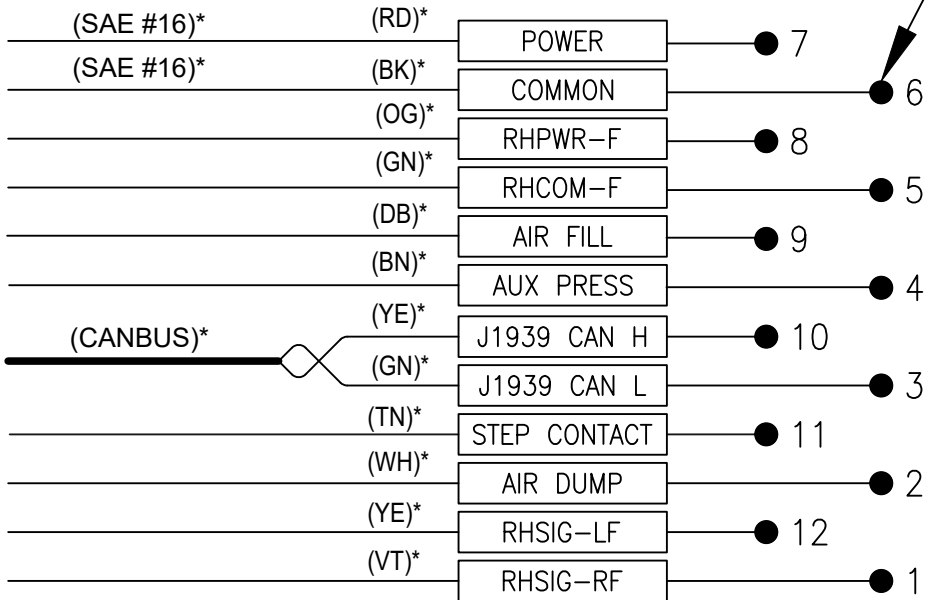 (SAE #16)* (RD)* POWER 7
(SAE #16)* (BK)* COMMON 6
(OG)* RHPWR-F 8
(GN)* RHCOM-F 5
(DB)* AIR FILL 9
(BN)* AUX PRESS 4
(CANBUS)* (YE)* J1939 CAN H 10
(GN)* J1939 CAN L 3
(TN)* STEP CONTACT 11
(WH)* AIR DUMP 2
(YE)* RHSIG-LF 12
(VT)* RHSIG-RF 1